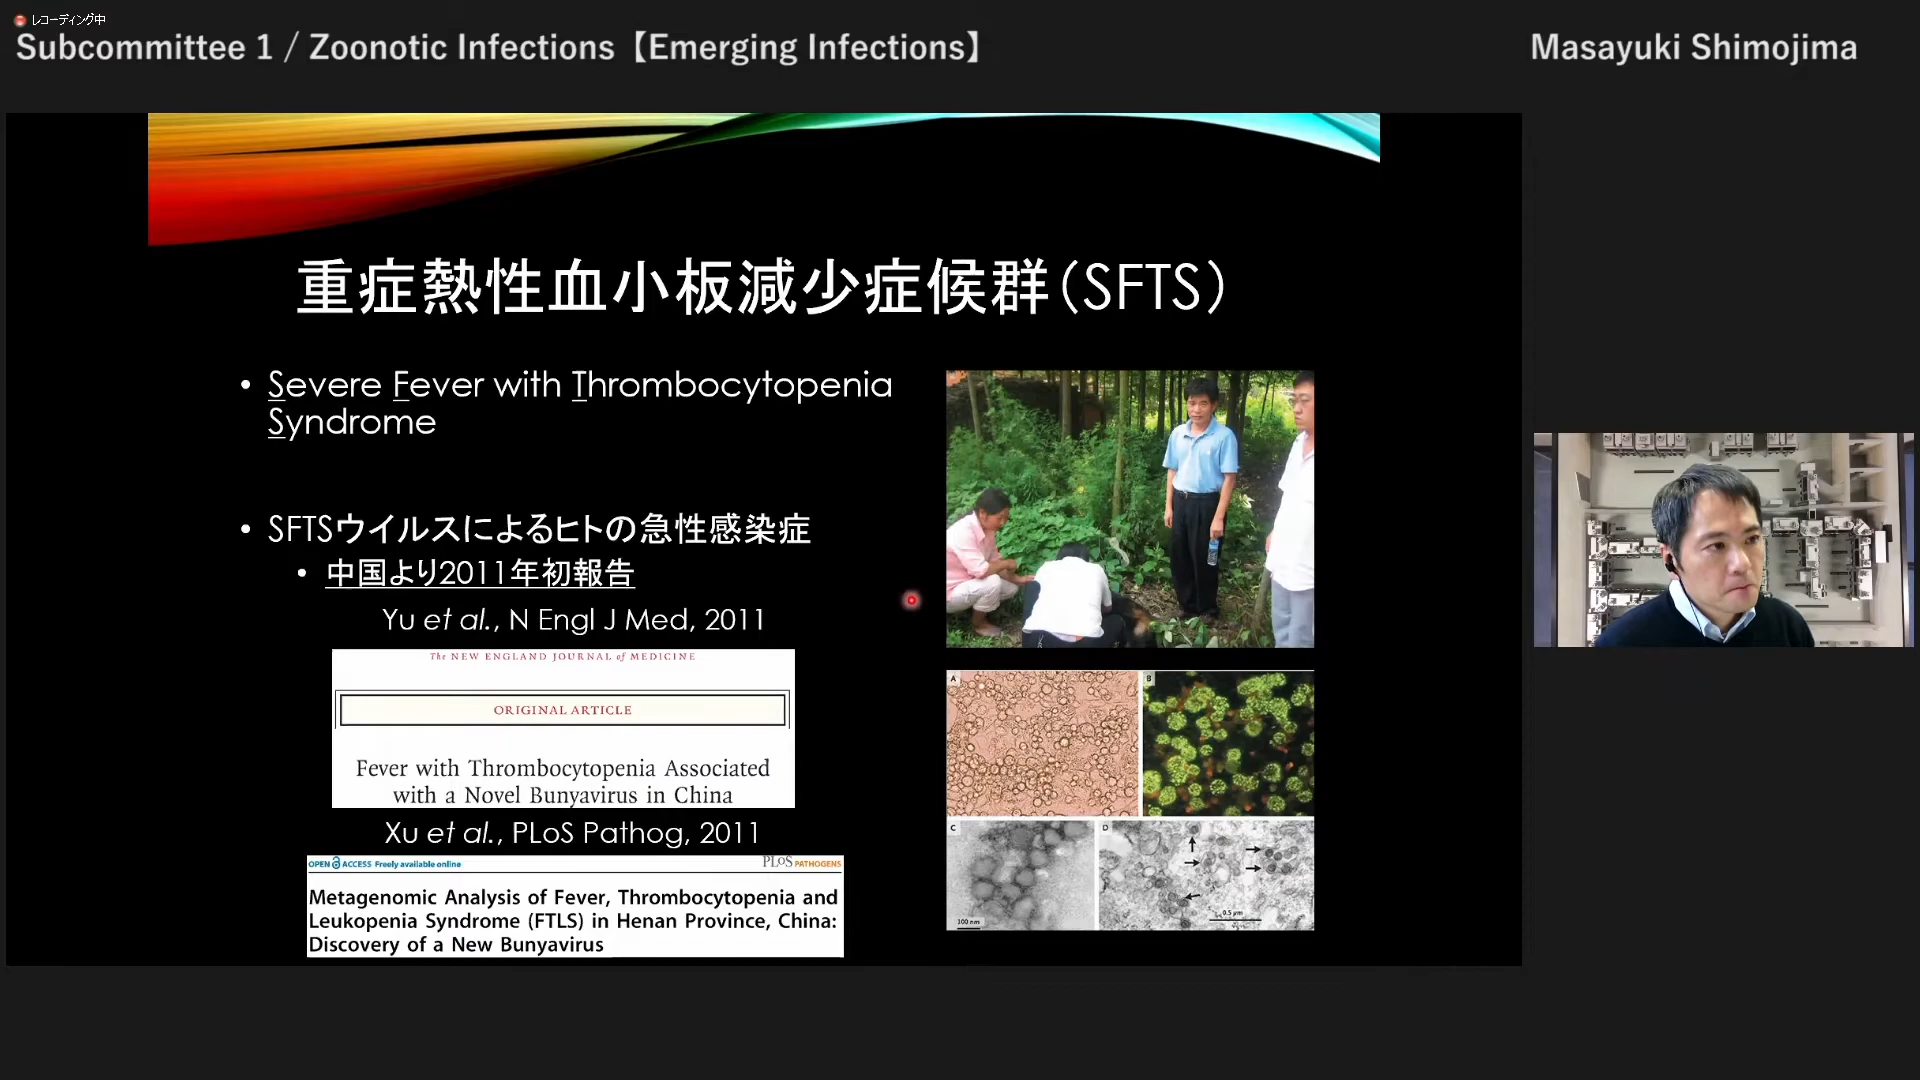 レコーディング中
Subcommittee 1 / Zoonotic Infections【Emerging Infections】
Masayuki Shimojima
重症熱性血小板減少症候群（SFTS）
• Severe Fever with Thrombocytopenia
Syndrome
• SFTSウイルスによるヒトの急性感染症
• 中国より2011年初報告
Yu et al., N Engl J Med, 2011
The NEW ENGLAND JOURNAL of MEDICINE
ORIGINAL ARTICLE
Fever with Thrombocytopenia Associated
with a Novel Bunyavirus in China
Xu et al., PLoS Pathog, 2011
OPEN ACCESS Freely available online
PLoS PATHOGENS
Metagenomic Analysis of Fever, Thrombocytopenia and
Leukopenia Syndrome (FTLS) in Henan Province, China:
Discovery of a New Bunyavirus
A
B
C
D
100 nm
0.5 μm